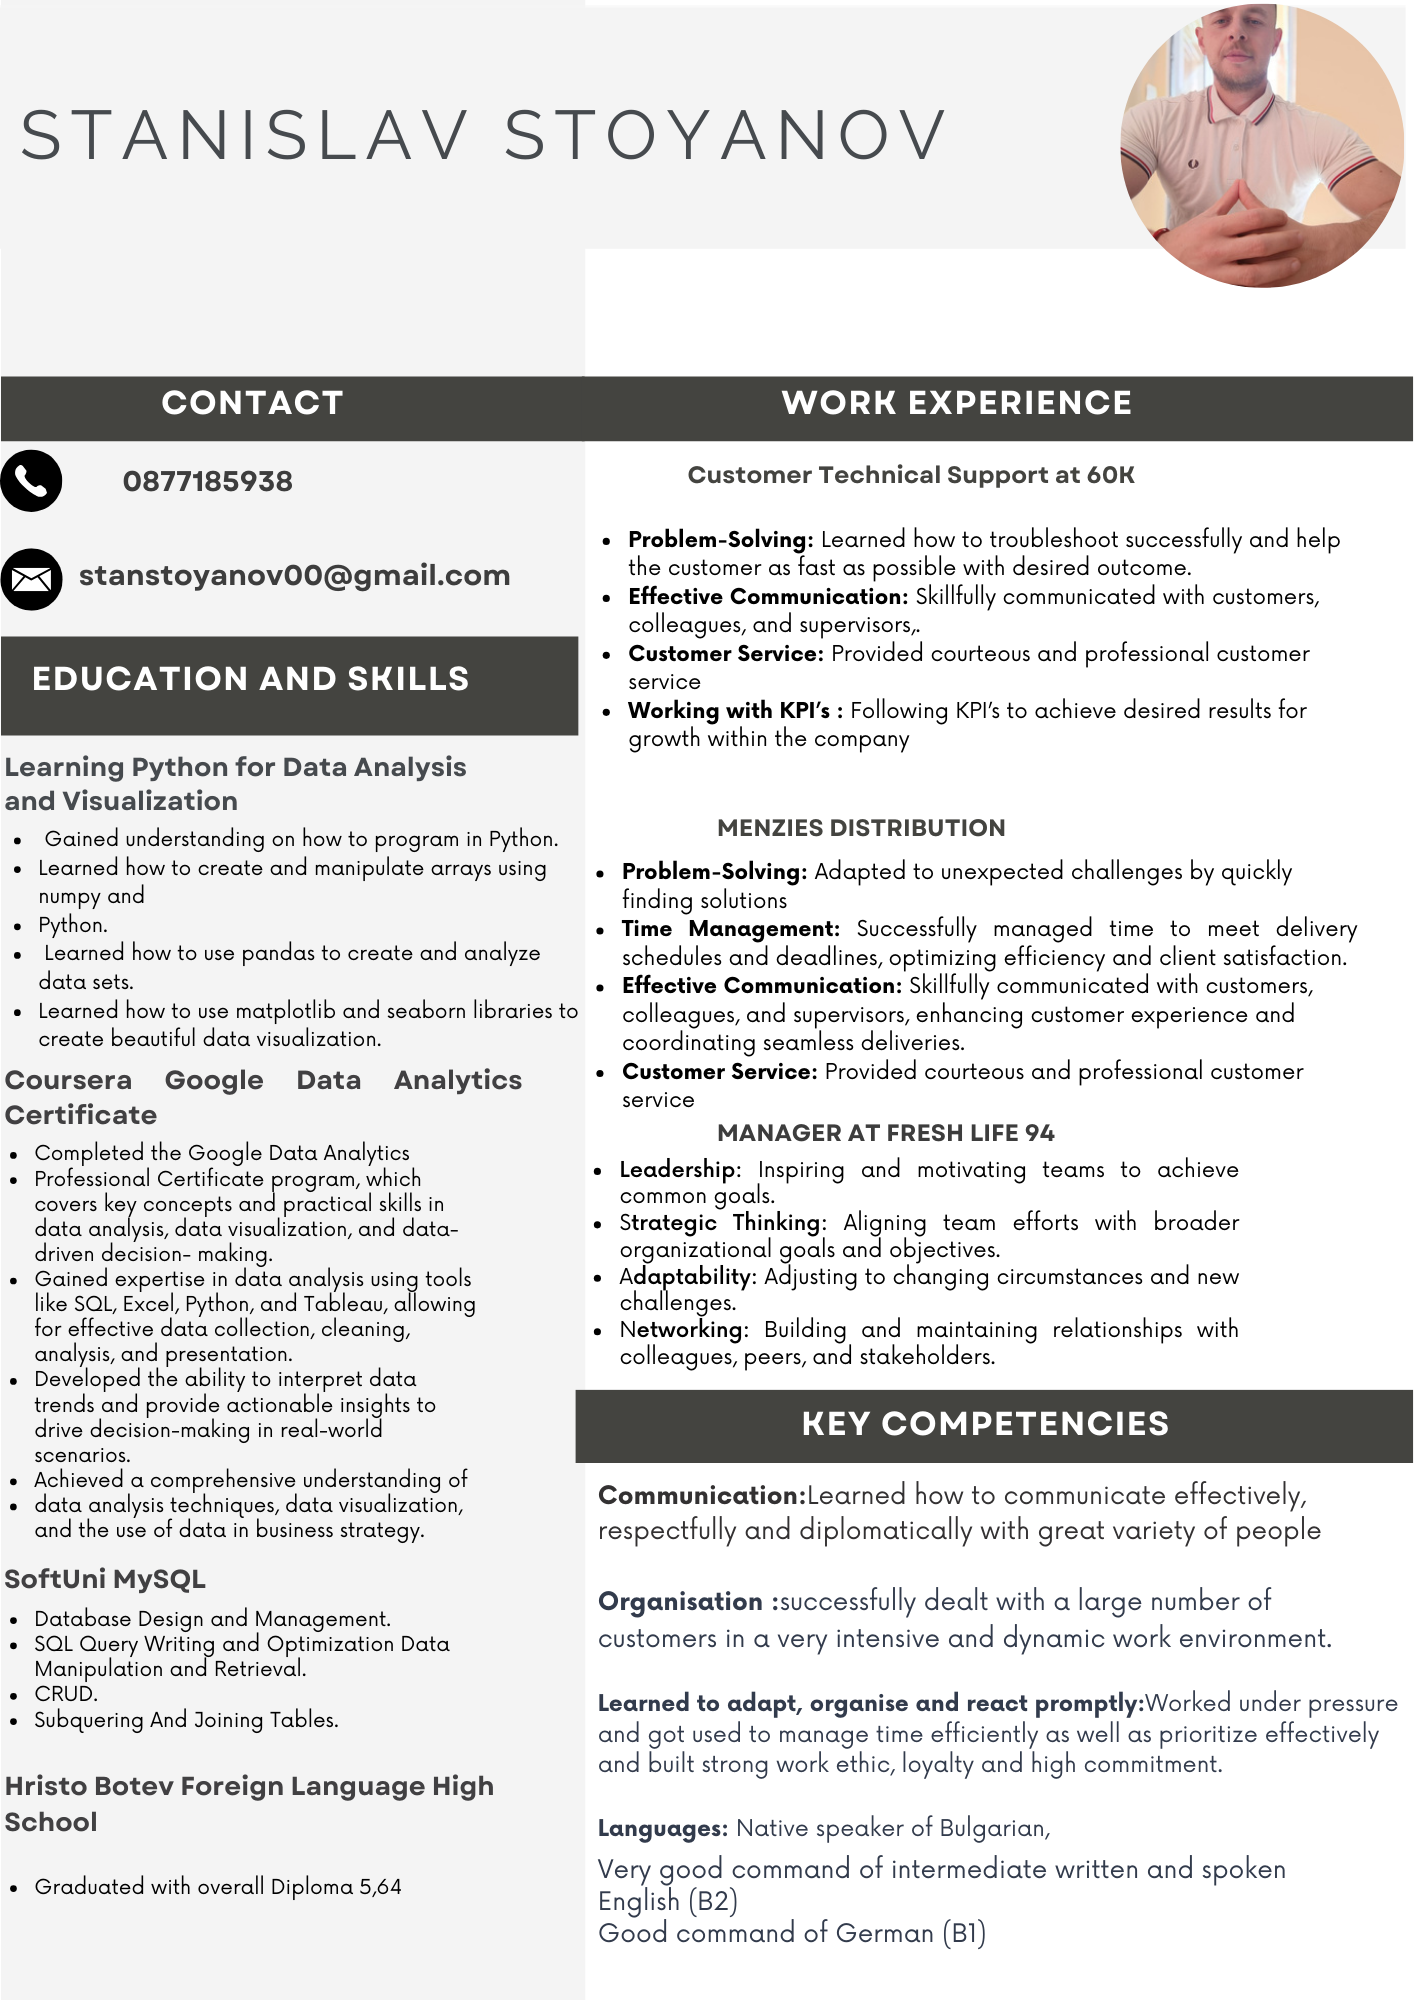 STANISLAV STOYANOV
CONTACT
0877185938
stanstoyanov00@gmail.com
EDUCATION AND SKILLS
Learning Python for Data Analysis
and Visualization
• Gained understanding on how to program in Python.
• Learned how to create and manipulate arrays using
numpy and
• Python.
• Learned how to use pandas to create and analyze
data sets.
• Learned how to use matplotlib and seaborn libraries to
create beautiful data visualization.
Coursera Google Data Analytics
Certificate
• Completed the Google Data Analytics
• Professional Certificate program, which
covers key concepts and practical skills in
data analysis, data visualization, and data-
driven decision- making.
• Gained expertise in data analysis using tools
like SQL, Excel, Python, and Tableau, allowing
for effective data collection, cleaning,
analysis, and presentation.
• Developed the ability to interpret data
trends and provide actionable insights to
drive decision-making in real-world
scenarios.
• Achieved a comprehensive understanding of
• data analysis techniques, data visualization,
and the use of data in business strategy.
SoftUni MySQL
• Database Design and Management.
• SQL Query Writing and Optimization Data
Manipulation and Retrieval.
• CRUD.
• Subquering And Joining Tables.
Hristo Botev Foreign Language High
School
• Graduated with overall Diploma 5,64
WORK EXPERIENCE
Customer Technical Support at 60K
• Problem-Solving: Learned how to troubleshoot successfully and help
the customer as fast as possible with desired outcome.
• Effective Communication: Skillfully communicated with customers,
colleagues, and supervisors,.
• Customer Service: Provided courteous and professional customer
service
• Working with KPI’s : Following KPI’s to achieve desired results for
growth within the company
MENZIES DISTRIBUTION
• Problem-Solving: Adapted to unexpected challenges by quickly
finding solutions
• Time Management: Successfully managed time to meet delivery
schedules and deadlines, optimizing efficiency and client satisfaction.
• Effective Communication: Skillfully communicated with customers,
colleagues, and supervisors, enhancing customer experience and
coordinating seamless deliveries.
• Customer Service: Provided courteous and professional customer
service
MANAGER AT FRESH LIFE 94
• Leadership: Inspiring and motivating teams to achieve
common goals.
• Strategic Thinking: Aligning team efforts with broader
organizational goals and objectives.
• Adaptability: Adjusting to changing circumstances and new
challenges.
• Networking: Building and maintaining relationships with
colleagues, peers, and stakeholders.
KEY COMPETENCIES
Communication:Learned how to communicate effectively,
respectfully and diplomatically with great variety of people
Organisation :successfully dealt with a large number of
customers in a very intensive and dynamic work environment.
Learned to adapt, organise and react promptly:Worked under pressure
and got used to manage time efficiently as well as prioritize effectively
and built strong work ethic, loyalty and high commitment.
Languages: Native speaker of Bulgarian,
Very good command of intermediate written and spoken
English (B2)
Good command of German (B1)